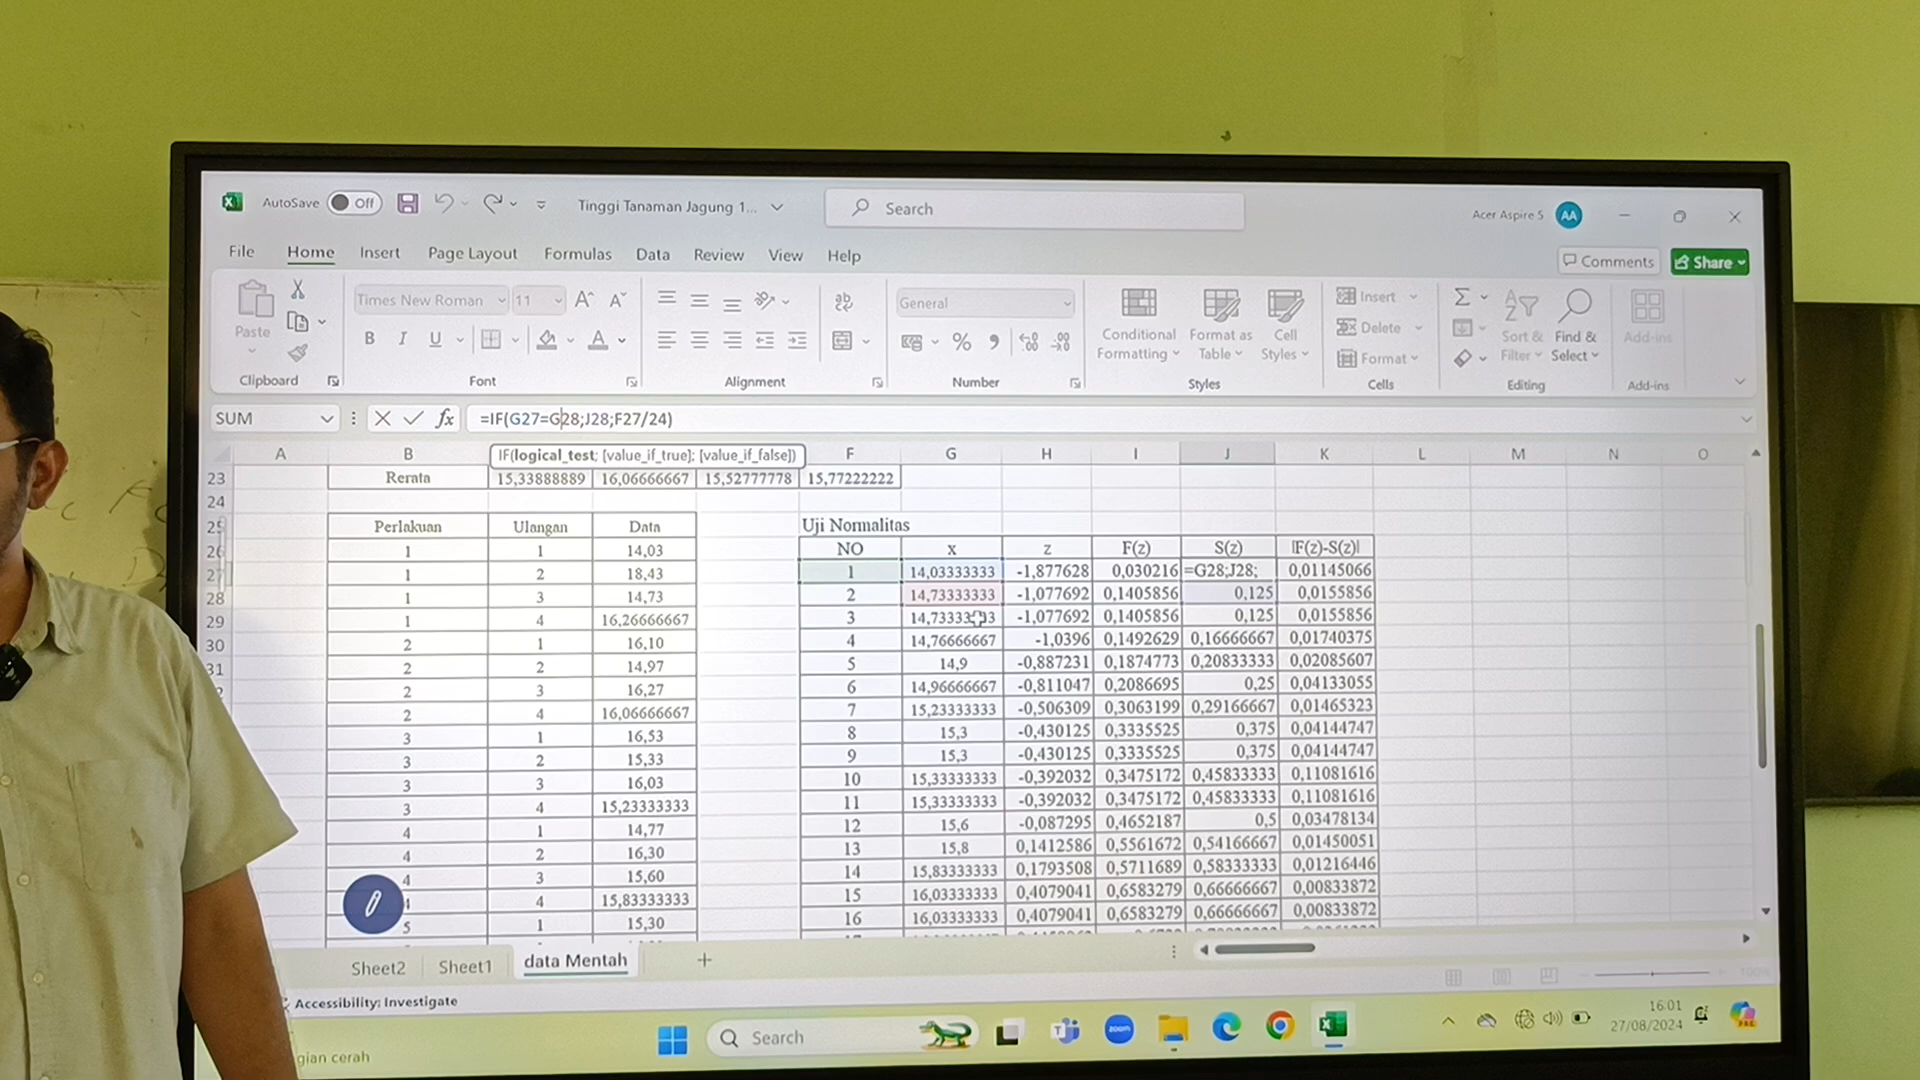 AutoSave Off Tinggi Tanaman Jagung 1... Search Acer Aspire 5 AA
File Home Insert Page Layout Formulas Data Review View Help Comments Share
Paste Times New Roman 11 General Conditional Formatting Format as Table Cell Styles Insert Delete Format Sort & Filter Find & Select Add-ins
Clipboard Font Alignment Number Styles Cells Editing Add-ins
SUM =IF(G27=G28;J28;F27/24)
IF(logical_test; [value_if_true]; [value_if_false])
A B F G H I J K L M N O
23 Rerata 15,33888889 16,06666667 15,52777778 15,77222222
24
25 Perlakuan Ulangan Data Uji Normalitas
26 1 1 14,03 NO x z F(z) S(z) |F(z)-S(z)|
27 1 2 18,43 1 14,03333333 -1,877628 0,030216 =G28;J28; 0,01145066
28 1 3 14,73 2 14,73333333 -1,077692 0,1405856 0,125 0,0155856
29 1 4 16,26666667 3 -1,077692 0,1405856 0,125 0,0155856
30 2 1 16,10 4 14,76666667 -1,0396 0,1492629 0,16666667 0,01740375
31 2 2 14,97 5 14,9 -0,887231 0,1874773 0,20833333 0,02085607
2 3 16,27 6 14,96666667 -0,811047 0,2086695 0,25 0,04133055
2 4 16,06666667 7 15,23333333 -0,506309 0,3063199 0,29166667 0,01465323
3 1 16,53 8 15,3 -0,430125 0,3335525 0,375 0,04144747
3 2 15,33 9 15,3 -0,430125 0,3335525 0,375 0,04144747
3 3 16,03 10 15,33333333 -0,392032 0,3475172 0,45833333 0,11081616
3 4 15,23333333 11 15,33333333 -0,392032 0,3475172 0,45833333 0,11081616
4 1 14,77 12 15,6 -0,087295 0,4652187 0,5 0,03478134
4 2 16,30 13 15,8 0,1412586 0,5561672 0,54166667 0,01450051
4 3 15,60 14 15,83333333 0,1793508 0,5711689 0,58333333 0,01216446
4 15,83333333 15 16,03333333 0,4079041 0,6583279 0,66666667 0,00833872
5 1 15,30 16 16,03333333 0,4079041 0,6583279 0,66666667 0,00833872
Sheet2 Sheet1 data Mentah
Accessibility: Investigate
Search zoom 16.01
gian cerah 27/08/2024